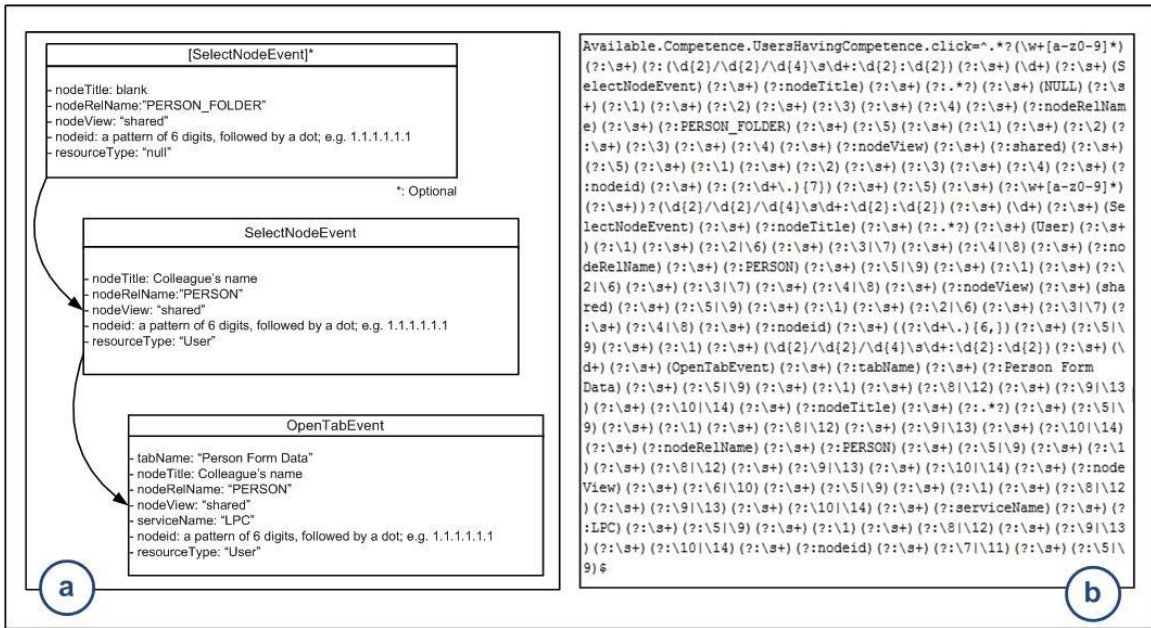 [SelectNodeEvent]*
- nodeTitle: blank
- nodeRelName:"PERSON_FOLDER"
- nodeView: “shared”
- nodeid: a pattern of 6 digits, followed by a dot; e.g. 1.1.1.1.1.1
- resourceType: “null”
*: Optional
SelectNodeEvent
- nodeTitle: Colleague’s name
- nodeRelName:"PERSON”
- nodeView: “shared”
- nodeid: a pattern of 6 digits, followed by a dot; e.g. 1.1.1.1.1.1
- resourceType: “User”
OpenTabEvent
- tabName: “Person Form Data”
- nodeTitle: Colleague’s name
- nodeRelName: “PERSON”
- nodeView: “shared”
- serviceName: “LPC”
- nodeid: a pattern of 6 digits, followed by a dot; e.g. 1.1.1.1.1.1
- resourceType: “User”
a
Available.Competence.UsersHavingCompetence.click=^.*?(\w+[a-z0-9]*)
(?:\s+)(?:(\d{2}/\d{2}/\d{4}\s\d+:\d{2}:\d{2})(?:\s+)(\d+)(?:\s+)(S
electNodeEvent)(?:\s+)(?:nodeTitle)(?:\s+)(?:.*?)(?:\s+)(NULL)(?:\s
+)(?:\1)(?:\s+)(?:\2)(?:\s+)(?:\3)(?:\s+)(?:\4)(?:\s+)(?:nodeRelNam
e)(?:\s+)(?:PERSON_FOLDER)(?:\s+)(?:\5)(?:\s+)(?:\1)(?:\s+)(?:\2)(?
:\s+)(?:\3)(?:\s+)(?:\4)(?:\s+)(?:nodeView)(?:\s+)(?:shared)(?:\s+)
(?:\5)(?:\s+)(?:\1)(?:\s+)(?:\2)(?:\s+)(?:\3)(?:\s+)(?:\4)(?:\s+)(?
:nodeid)(?:\s+)(?:(?:\d+\.){7})(?:\s+)(?:\5)(?:\s+)(?:\w+[a-z0-9]*)
(?:\s+))?(\d{2}/\d{2}/\d{4}\s\d+:\d{2}:\d{2})(?:\s+)(\d+)(?:\s+)(Se
lectNodeEvent)(?:\s+)(?:nodeTitle)(?:\s+)(?:.*?)(?:\s+)(User)(?:\s+
)(?:\1)(?:\s+)(?:\2|\6)(?:\s+)(?:\3|\7)(?:\s+)(?:\4|\8)(?:\s+)(?:no
deRelName)(?:\s+)(?:PERSON)(?:\s+)(?:\5|\9)(?:\s+)(?:\1)(?:\s+)(?:\
2|\6)(?:\s+)(?:\3|\7)(?:\s+)(?:\4|\8)(?:\s+)(?:nodeView)(?:\s+)(sha
red)(?:\s+)(?:\5|\9)(?:\s+)(?:\1)(?:\s+)(?:\2|\6)(?:\s+)(?:\3|\7)(?
:\s+)(?:\4|\8)(?:\s+)(?:nodeid)(?:\s+)((?:\d+\.){6,})(?:\s+)(?:\5|\
9)(?:\s+)(?:\1)(?:\s+)(\d{2}/\d{2}/\d{4}\s\d+:\d{2}:\d{2})(?:\s+)(\
d+)(?:\s+)(OpenTabEvent)(?:\s+)(?:tabName)(?:\s+)(?:Person Form
Data)(?:\s+)(?:\5|\9)(?:\s+)(?:\1)(?:\s+)(?:\8|\12)(?:\s+)(?:\9|\13
)(?:\s+)(?:\10|\14)(?:\s+)(?:nodeTitle)(?:\s+)(?:.*?)(?:\s+)(?:\5|\
9)(?:\s+)(?:\1)(?:\s+)(?:\8|\12)(?:\s+)(?:\9|\13)(?:\s+)(?:\10|\14)
(?:\s+)(?:nodeRelName)(?:\s+)(?:PERSON)(?:\s+)(?:\5|\9)(?:\s+)(?:\1
)(?:\s+)(?:\8|\12)(?:\s+)(?:\9|\13)(?:\s+)(?:\10|\14)(?:\s+)(?:node
View)(?:\s+)(?:\6|\10)(?:\s+)(?:\5|\9)(?:\s+)(?:\1)(?:\s+)(?:\8|\12
)(?:\s+)(?:\9|\13)(?:\s+)(?:\10|\14)(?:\s+)(?:serviceName)(?:\s+)(?
:LPC)(?:\s+)(?:\5|\9)(?:\s+)(?:\1)(?:\s+)(?:\8|\12)(?:\s+)(?:\9|\13
)(?:\s+)(?:\10|\14)(?:\s+)(?:nodeid)(?:\s+)(?:\7|\11)(?:\s+)(?:\5|\
9)$
b